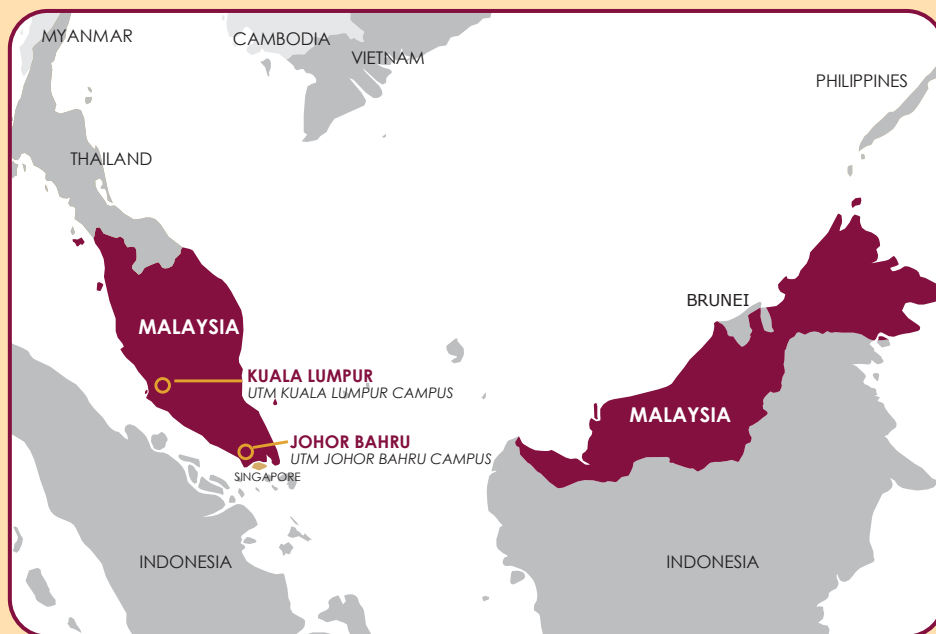 MYANMAR
CAMBODIA
VIETNAM
PHILIPPINES
THAILAND
BRUNEI
MALAYSIA
KUALA LUMPUR
UTM KUALA LUMPUR CAMPUS
MALAYSIA
JOHOR BAHRU
UTM JOHOR BAHRU CAMPUS
SINGAPORE
INDONESIA
INDONESIA